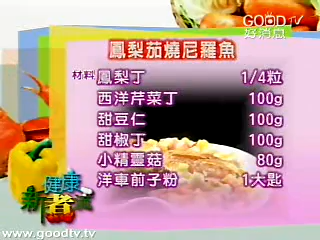 GOOD TV
好消息
鳳梨茄燒尼羅魚
材料 鳳梨丁 1/4粒
西洋芹菜丁 100g
甜豆仁 100g
甜椒丁 100g
小精靈菇 80g
洋車前子粉 1大匙
健康
新煮流
www.goodtv.tv